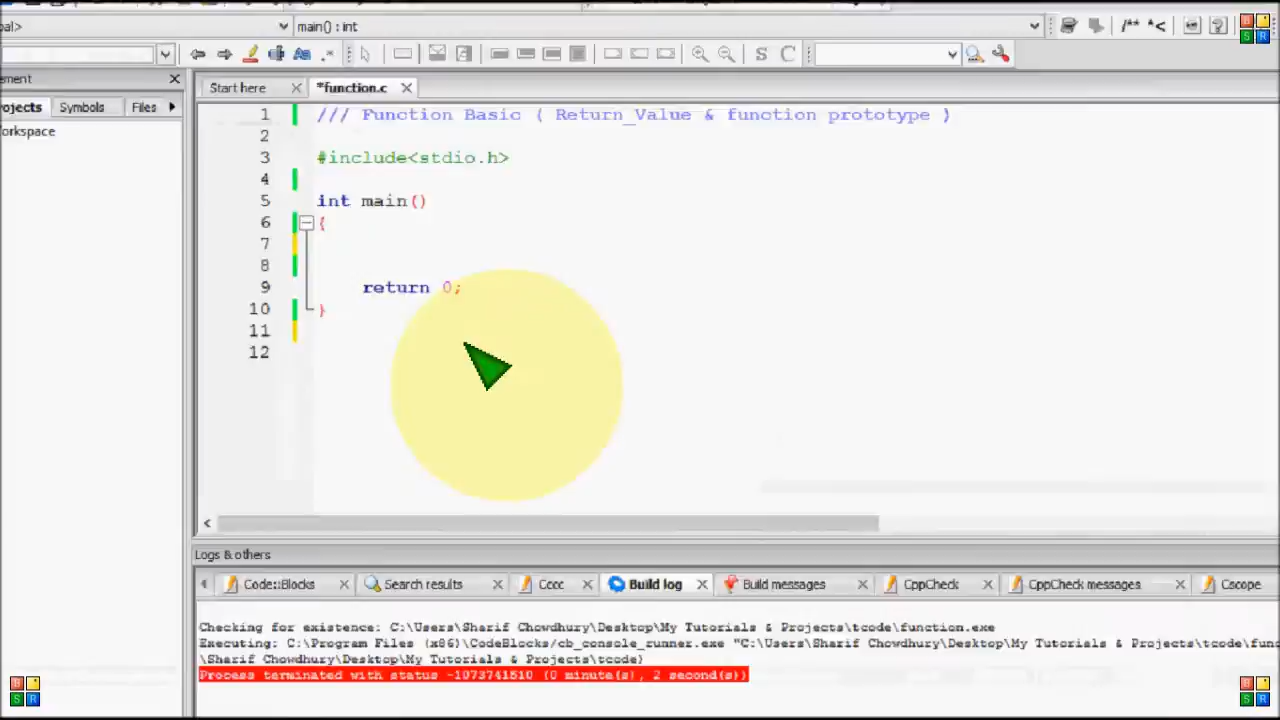 oal>
main() : int
/** *<
S C
ement
Start here
*function.c
rojects Symbols Files
orkspace
1 /// Function Basic ( Return_Value & function prototype )
2
3 #include<stdio.h>
4
5 int main()
6 {
7
8
9 return 0;
10 }
11
12
Logs & others
Code::Blocks Search results Cccc Build log Build messages CppCheck CppCheck messages Cscope
Checking for existence: C:\Users\Sharif Chowdhury\Desktop\My Tutorials & Projects\tcode\function.exe
Executing: C:\Program Files (x86)\CodeBlocks/cb_console_runner.exe "C:\Users\Sharif Chowdhury\Desktop\My Tutorials & Projects\tcode\func
\Sharif Chowdhury\Desktop\My Tutorials & Projects\tcode)
Process terminated with status -1073741510 (0 minute(s), 2 second(s))
B
S R
B
S R
B
S R